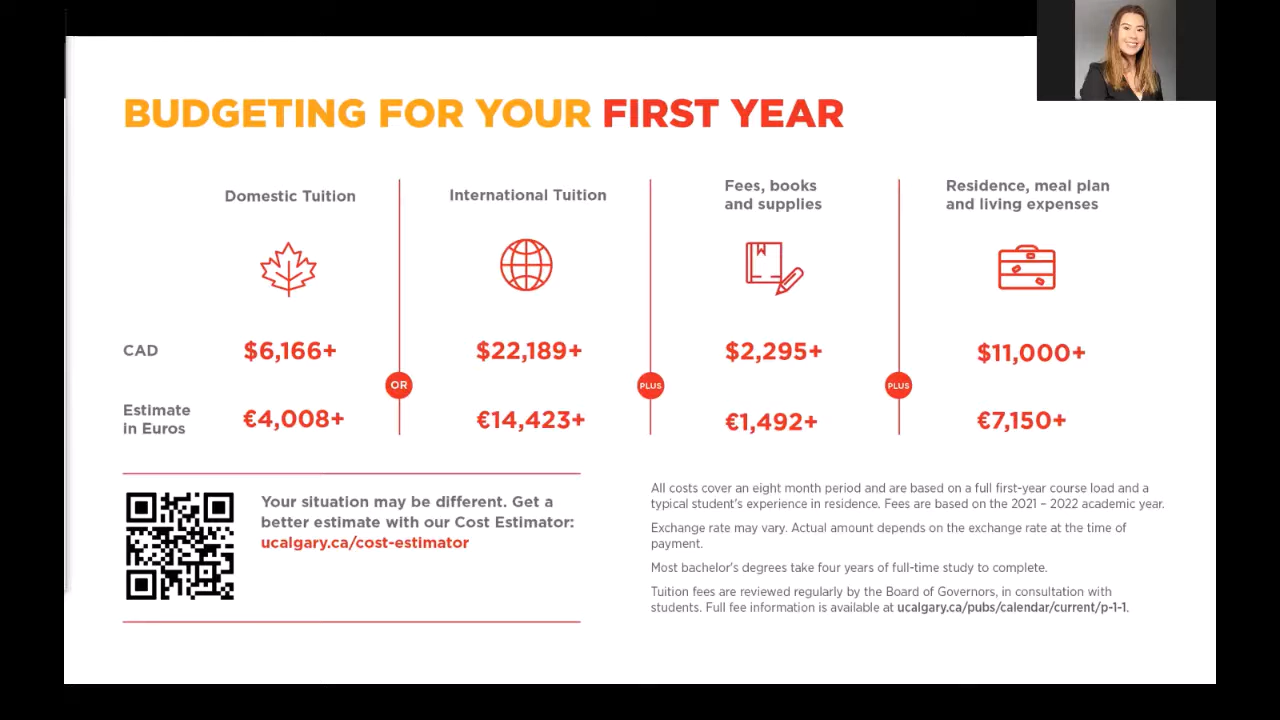 BUDGETING FOR YOUR FIRST YEAR
Domestic Tuition
International Tuition
Fees, books
and supplies
Residence, meal plan
and living expenses
CAD
$6,166+
$22,189+
$2,295+
$11,000+
OR
PLUS
PLUS
Estimate
in Euros
€4,008+
€14,423+
€1,492+
€7,150+
Your situation may be different. Get a
better estimate with our Cost Estimator:
ucalgary.ca/cost-estimator
All costs cover an eight month period and are based on a full first-year course load and a
typical student's experience in residence. Fees are based on the 2021 – 2022 academic year.
Exchange rate may vary. Actual amount depends on the exchange rate at the time of
payment.
Most bachelor's degrees take four years of full-time study to complete.
Tuition fees are reviewed regularly by the Board of Governors, in consultation with
students. Full fee information is available at ucalgary.ca/pubs/calendar/current/p-1-1.